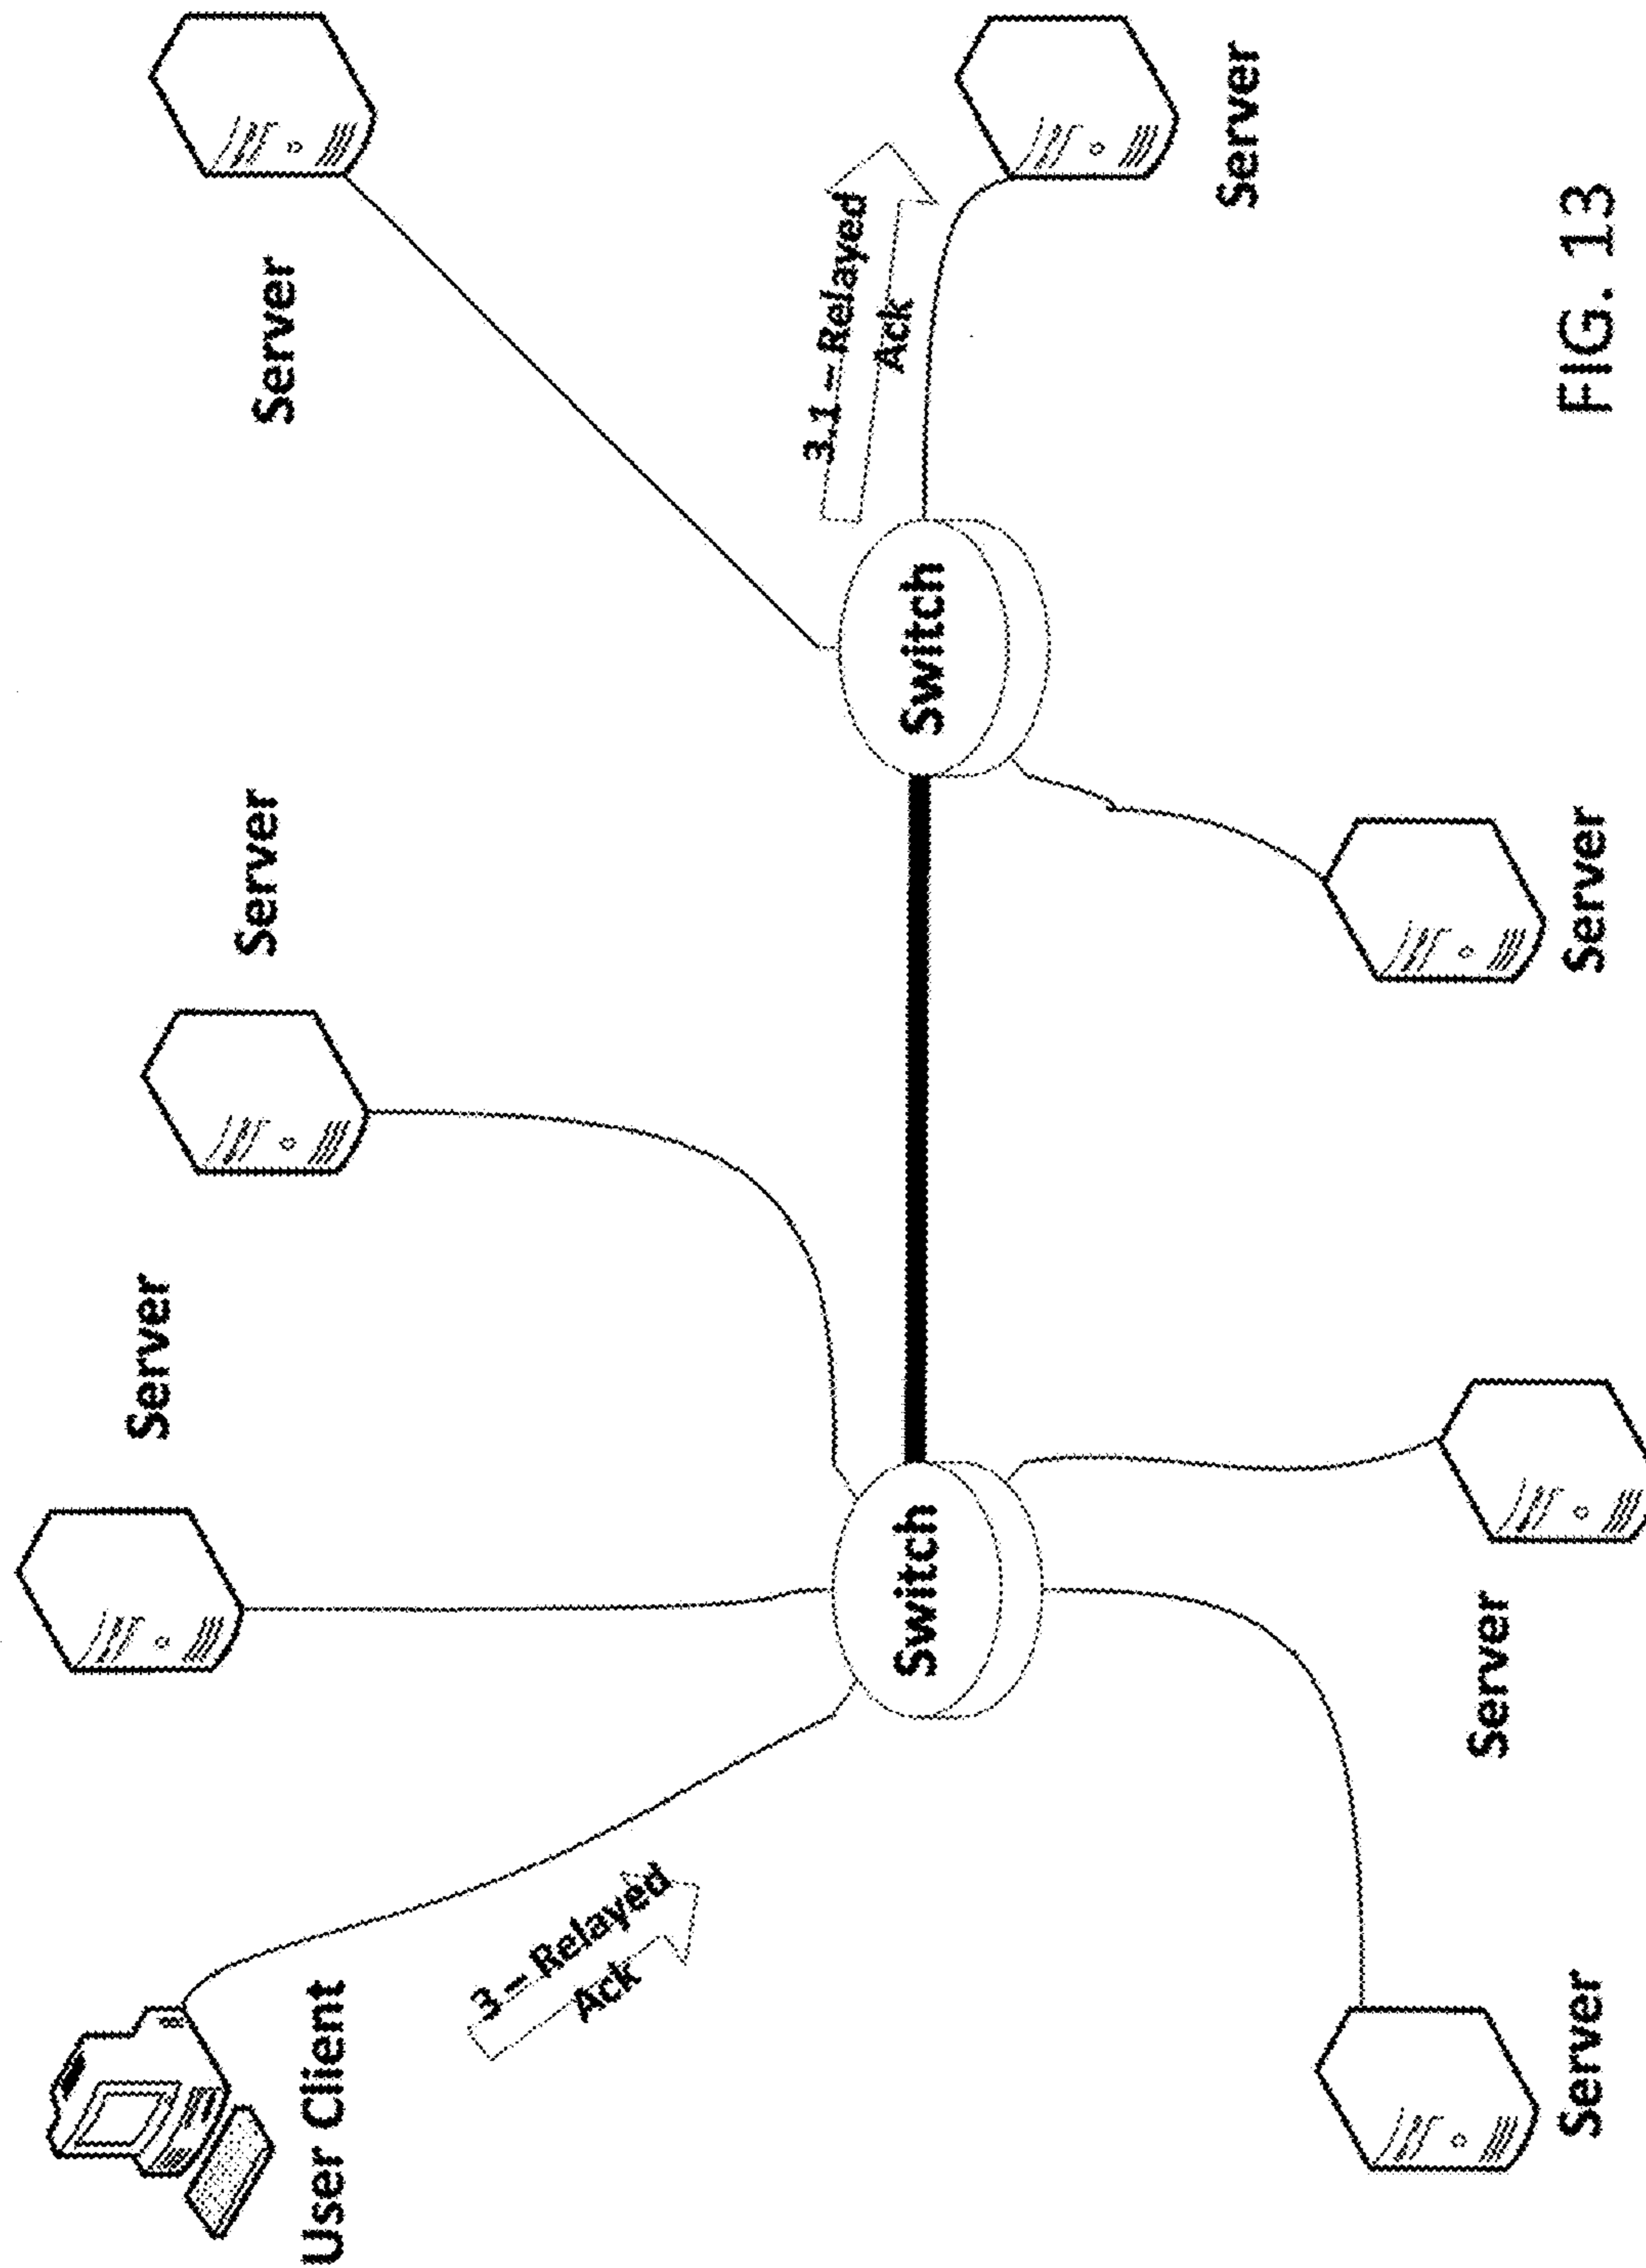 Server
Server
Server
User Client
3 – Relayed
Ack
3.1 – Relayed
Ack
Switch
Switch
Server
Server
Server
Server
FIG. 13